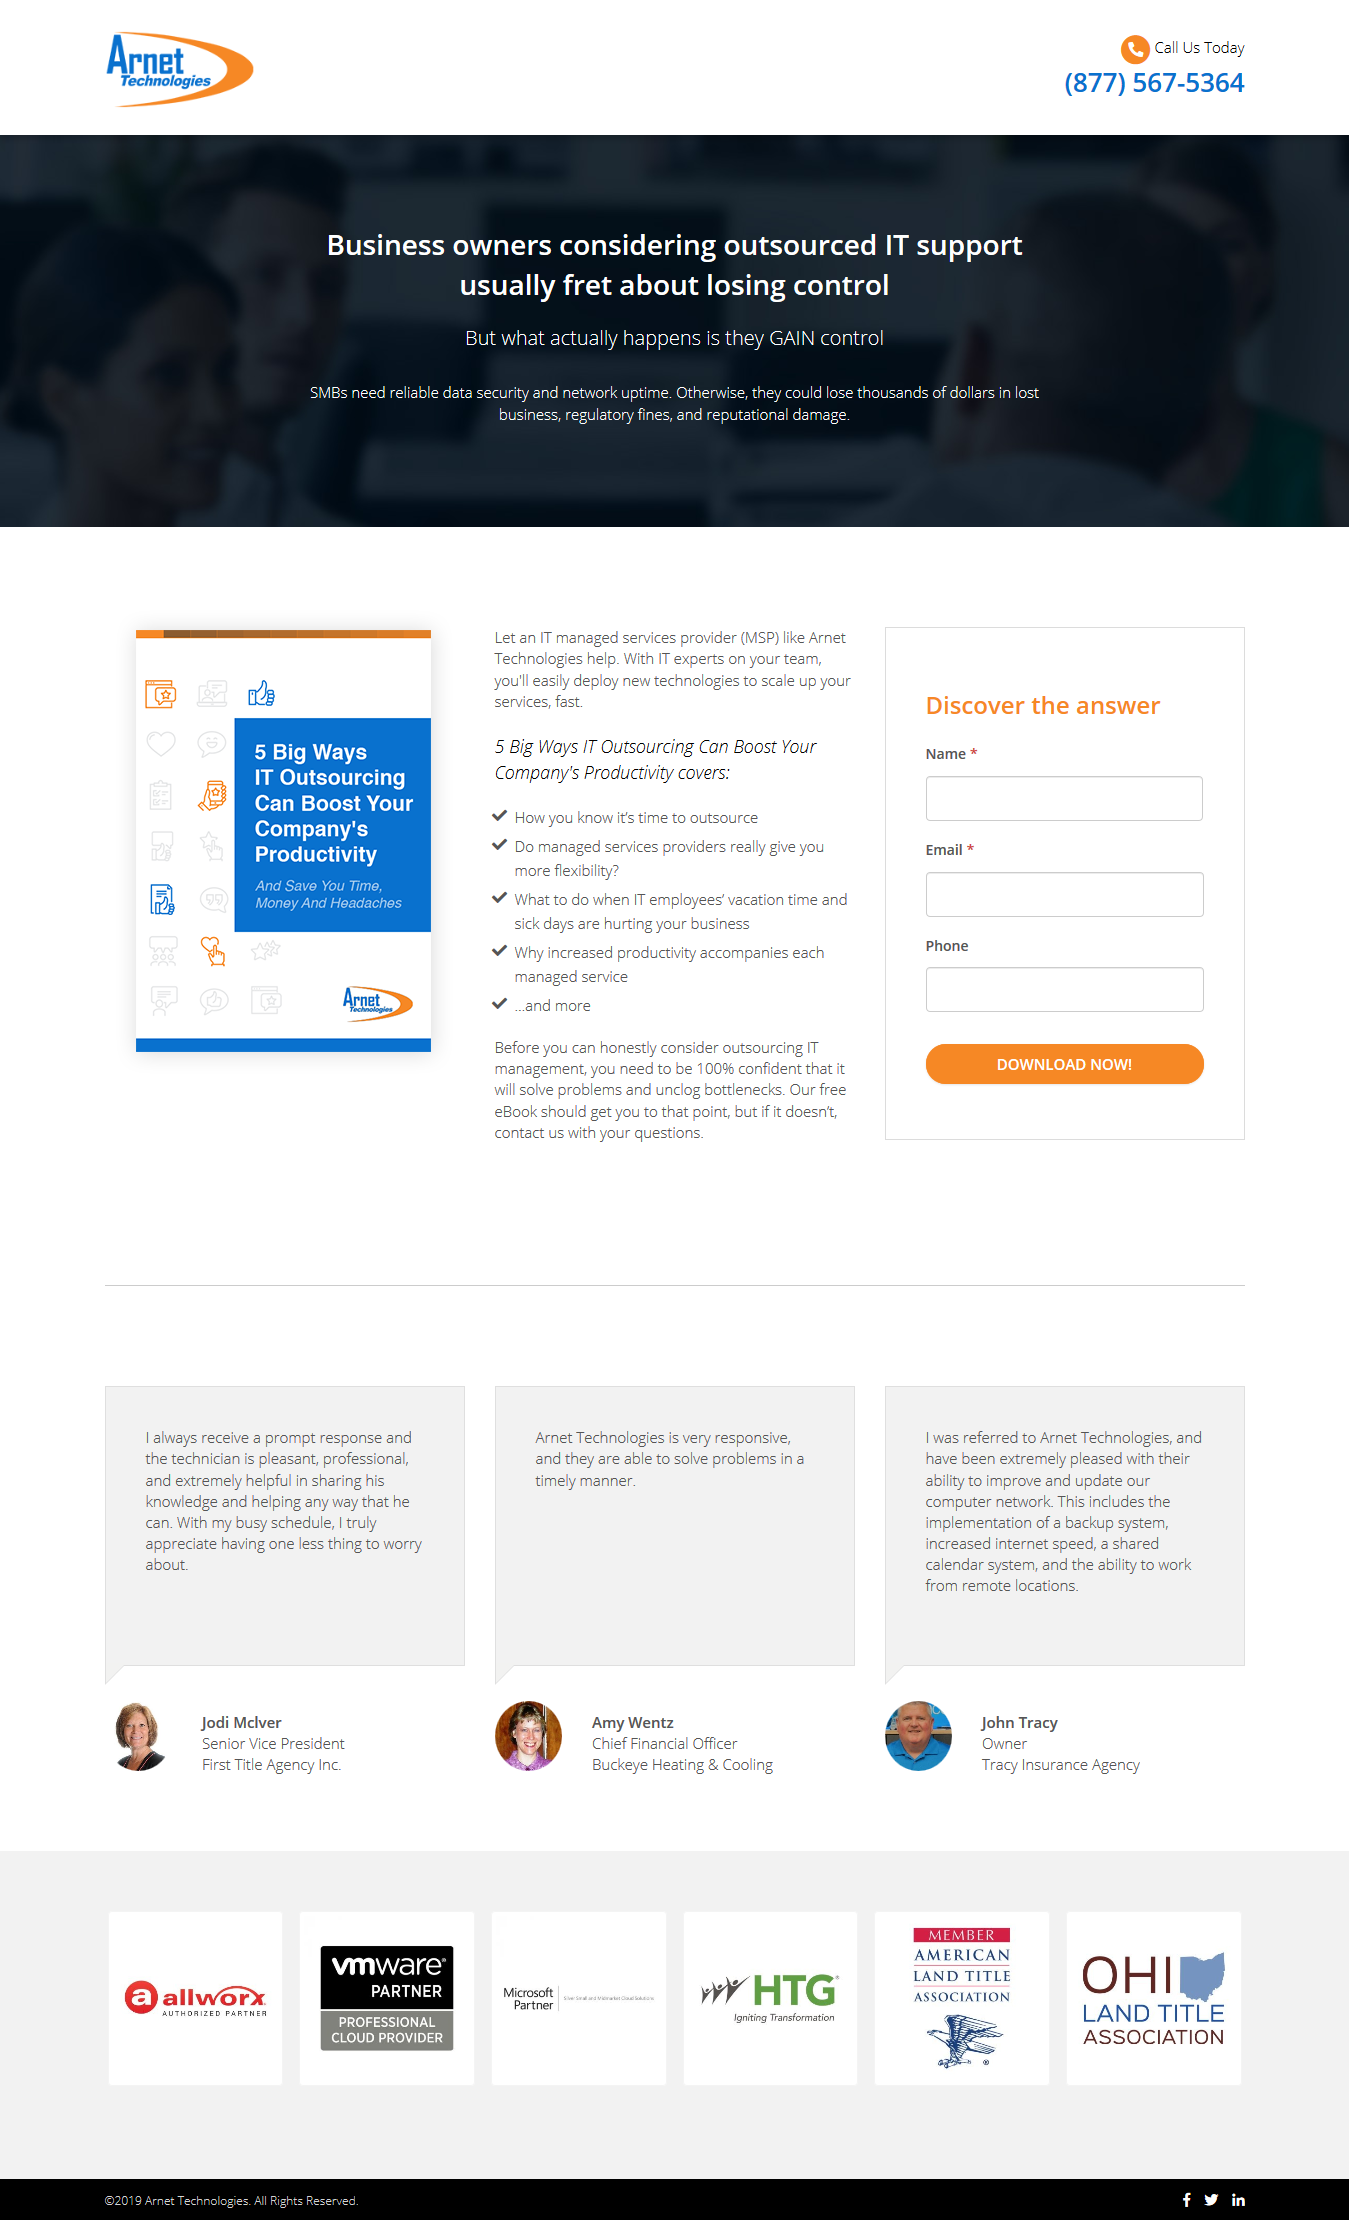 Arnet
Technologies
Call Us Today
(877) 567-5364
Business owners considering outsourced IT support
usually fret about losing control
But what actually happens is they GAIN control
SMBs need reliable data security and network uptime. Otherwise, they could lose thousands of dollars in lost
business, regulatory fines, and reputational damage.
5 Big Ways
IT Outsourcing
Can Boost Your
Company's
Productivity
And Save You Time,
Money And Headaches
Arnet
Technologies
Let an IT managed services provider (MSP) like Arnet
Technologies help. With IT experts on your team,
you'll easily deploy new technologies to scale up your
services, fast.
5 Big Ways IT Outsourcing Can Boost Your
Company's Productivity covers:
How you know it’s time to outsource
Do managed services providers really give you
more flexibility?
What to do when IT employees’ vacation time and
sick days are hurting your business
Why increased productivity accompanies each
managed service
...and more
Before you can honestly consider outsourcing IT
management, you need to be 100% confident that it
will solve problems and unclog bottlenecks. Our free
eBook should get you to that point, but if it doesn’t,
contact us with your questions.
Discover the answer
Name *
Email *
Phone
DOWNLOAD NOW!
I always receive a prompt response and
the technician is pleasant, professional,
and extremely helpful in sharing his
knowledge and helping any way that he
can. With my busy schedule, I truly
appreciate having one less thing to worry
about.
Jodi McIver
Senior Vice President
First Title Agency Inc.
Arnet Technologies is very responsive,
and they are able to solve problems in a
timely manner.
Amy Wentz
Chief Financial Officer
Buckeye Heating & Cooling
I was referred to Arnet Technologies, and
have been extremely pleased with their
ability to improve and update our
computer network. This includes the
implementation of a backup system,
increased internet speed, a shared
calendar system, and the ability to work
from remote locations.
John Tracy
Owner
Tracy Insurance Agency
a allworx
AUTHORIZED PARTNER
vmware®
PARTNER
PROFESSIONAL
CLOUD PROVIDER
Microsoft
Partner
Silver Small and Midmarket Cloud Solutions
HTG®
Igniting Transformation
MEMBER
AMERICAN
LAND TITLE
ASSOCIATION
®
OHI
LAND TITLE
ASSOCIATION
©2019 Arnet Technologies. All Rights Reserved.